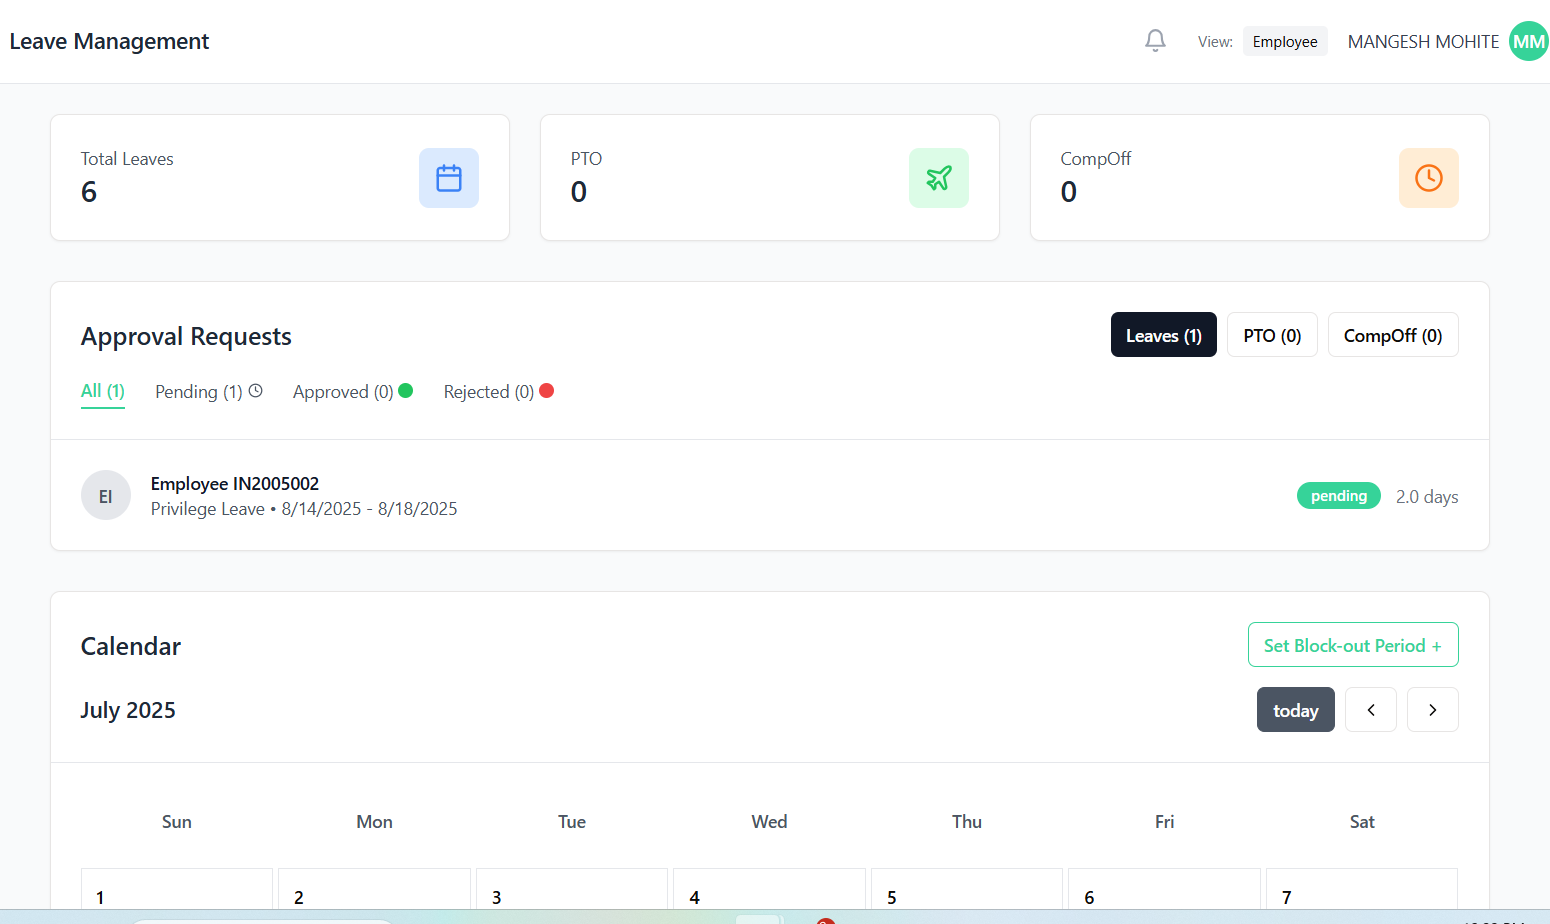 Leave Management
View: Employee MANGESH MOHITE MM
Total Leaves
6
PTO
0
CompOff
0
Approval Requests
Leaves (1) PTO (0) CompOff (0)
All (1) Pending (1) Approved (0) Rejected (0)
EI
Employee IN2005002
Privilege Leave • 8/14/2025 - 8/18/2025
pending 2.0 days
Calendar
Set Block-out Period +
July 2025
today
Sun Mon Tue Wed Thu Fri Sat
1 2 3 4 5 6 7